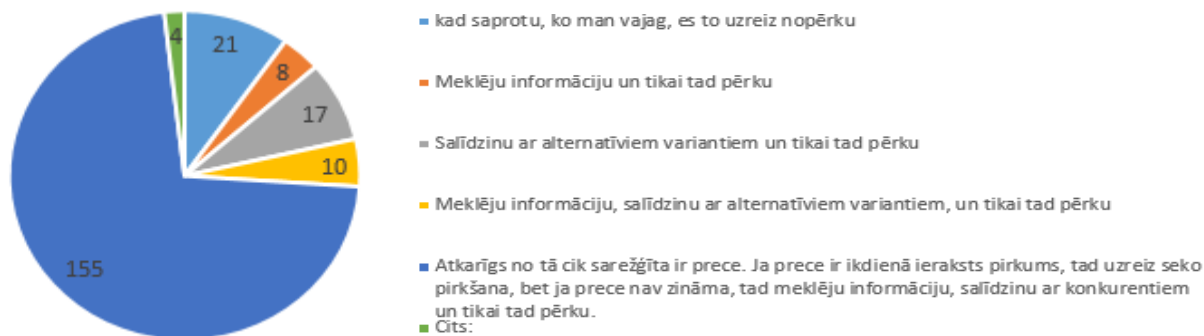 4
21
8
17
10
155
kad saprotu, ko man vajag, es to uzreiz nopērku
Meklēju informāciju un tikai tad pērku
Salīdzinu ar alternatīviem variantiem un tikai tad pērku
Meklēju informāciju, salīdzinu ar alternatīviem variantiem, un tikai tad pērku
Atkarīgs no tā cik sarežģīta ir prece. Ja prece ir ikdienā ieraksts pirkums, tad uzreiz seko
pirkšana, bet ja prece nav zināma, tad meklēju informāciju, salīdzinu ar konkurentiem
un tikai tad pērku.
Cits: